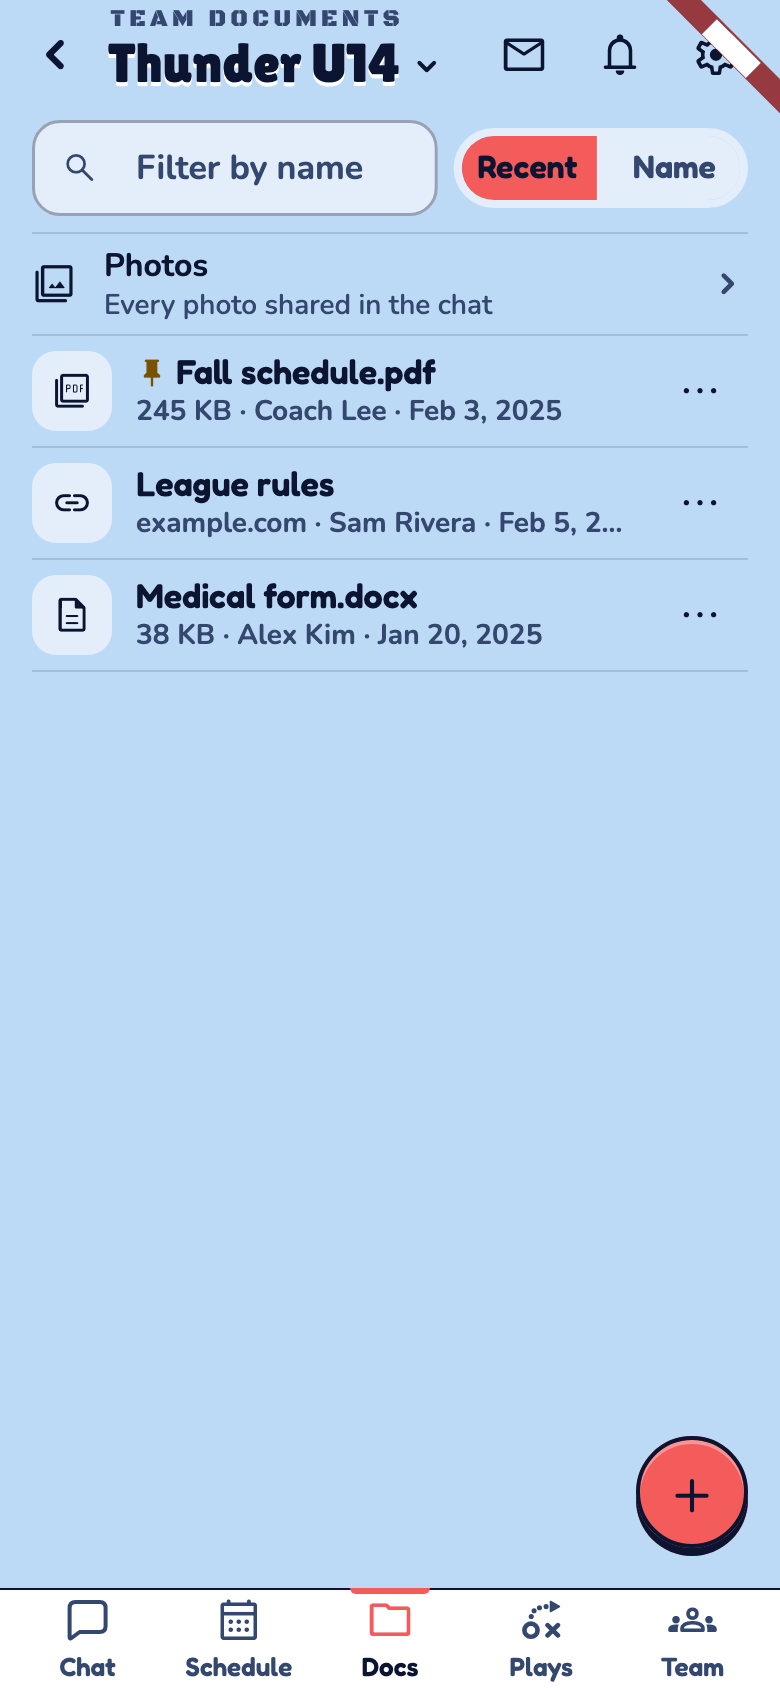 TEAM DOCUMENTS
Thunder U14
Filter by name
Recent
Name
Photos
Every photo shared in the chat
PDF
Fall schedule.pdf
245 KB · Coach Lee · Feb 3, 2025
League rules
example.com · Sam Rivera · Feb 5, 2...
Medical form.docx
38 KB · Alex Kim · Jan 20, 2025
Chat
Schedule
Docs
Plays
Team